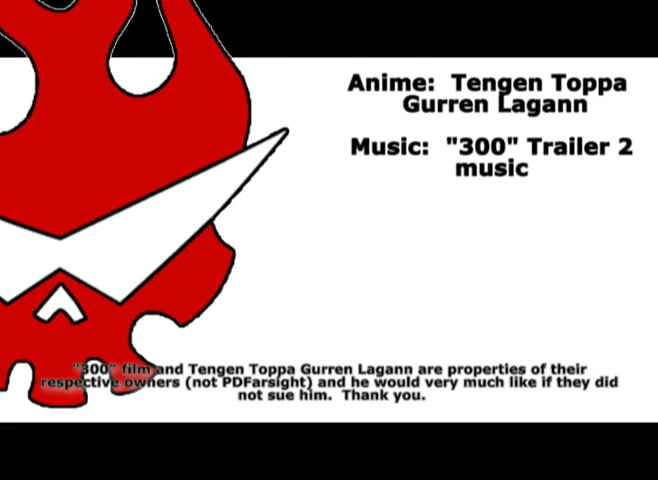 Anime:  Tengen Toppa
Gurren Lagann
Music:  "300" Trailer 2
music
"300" film and Tengen Toppa Gurren Lagann are properties of their
respective owners (not PDFarsight) and he would very much like if they did
not sue him.  Thank you.